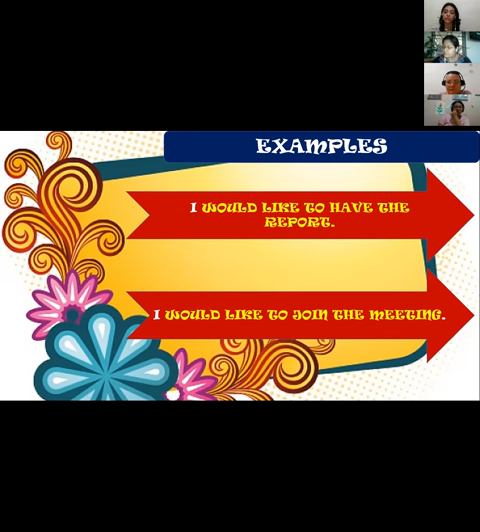 EXAMPLES
I WOULD LIKE TO HAVE THE
REPORT.
I WOULD LIKE TO JOIN THE MEETING.